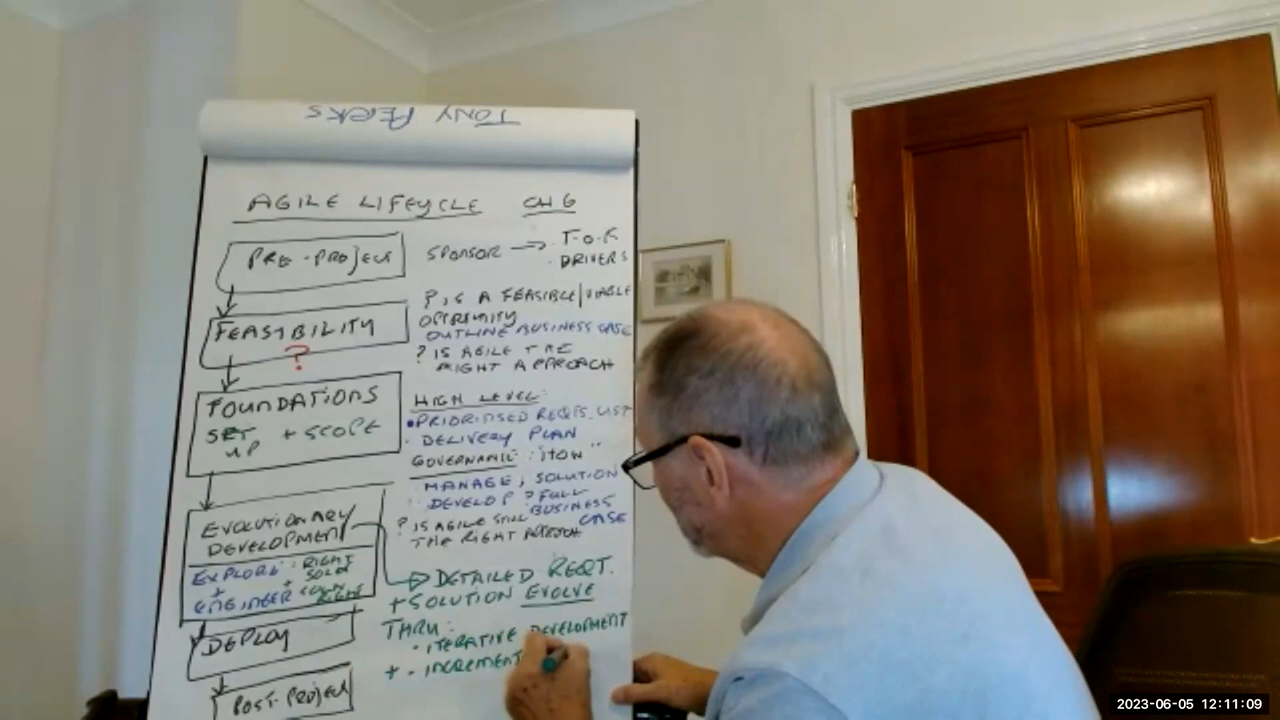 TONY
AGILE LIFECYCLE CH 6
PRE-PROJECT
SPONSOR → T.O.R
· DRIVERS
FEASIBILITY
?
? IS A FEASIBLE/VIABLE
OUTLINE BUSINESS CASE
? IS AGILE THE
RIGHT APPROACH
FOUNDATIONS
SET + SCOPE
UP
HIGH LEVEL:
• PRIORITISED REQTS. LIST
· DELIVERY PLAN
GOVERNANCE: "HOW"
MANAGE, SOLUTION
DEVELOP ? FULL
BUSINESS
CASE
? IS AGILE STILL
THE RIGHT
EVOLUTIONARY
DEVELOPMENT
EXPLORE: RIGHT
SOLN
+
ENGINEER
→ DETAILED REQT.
+ SOLUTION EVOLVE
THRU:
· ITERATIVE DEVELOPMENT
+ · INCREMENT
DEPLOY
POST-PROJECT
2023-06-05 12:11:09